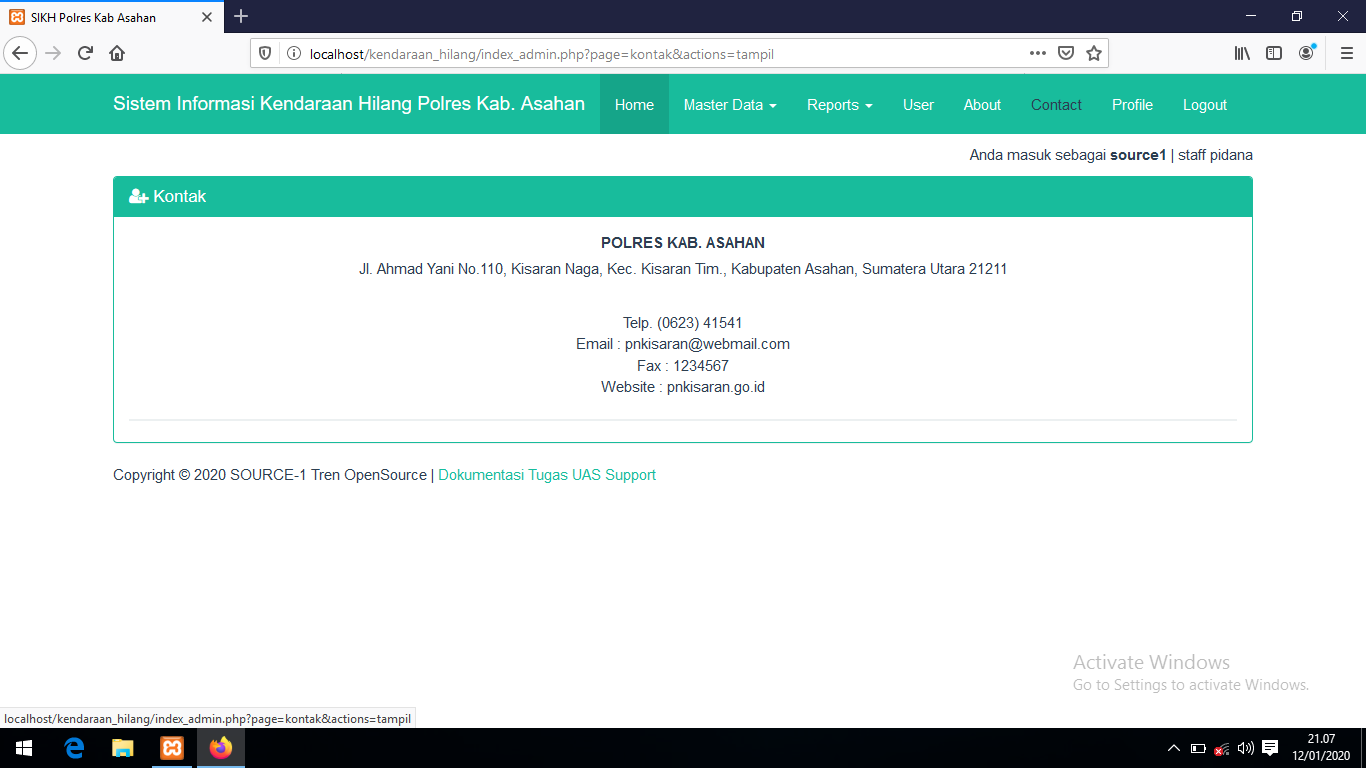 SIKH Polres Kab Asahan
localhost/kendaraan_hilang/index_admin.php?page=kontak&actions=tampil
Sistem Informasi Kendaraan Hilang Polres Kab. Asahan Home Master Data Reports User About Contact Profile Logout
Anda masuk sebagai source1 | staff pidana
Kontak
POLRES KAB. ASAHAN
Jl. Ahmad Yani No.110, Kisaran Naga, Kec. Kisaran Tim., Kabupaten Asahan, Sumatera Utara 21211
Telp. (0623) 41541
Email : pnkisaran@webmail.com
Fax : 1234567
Website : pnkisaran.go.id
Copyright © 2020 SOURCE-1 Tren OpenSource | Dokumentasi Tugas UAS Support
Activate Windows
Go to Settings to activate Windows.
localhost/kendaraan_hilang/index_admin.php?page=kontak&actions=tampil
21.07
12/01/2020